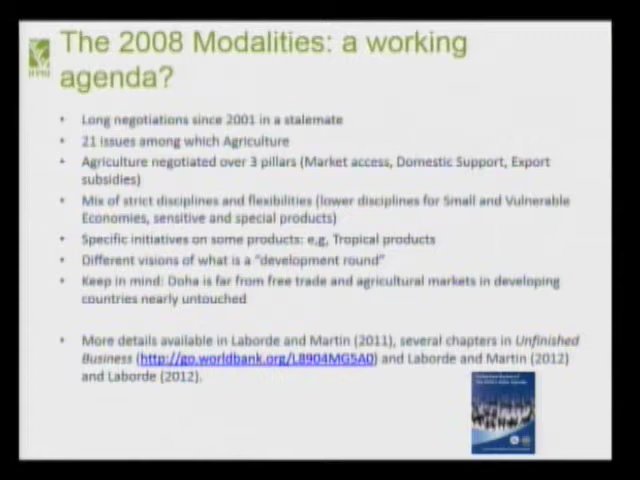 The 2008 Modalities: a working
agenda?
IFPRI
• Long negotiations since 2001 in a stalemate
• 21 issues among which Agriculture
• Agriculture negotiated over 3 pillars (Market access, Domestic Support, Export
subsidies)
• Mix of strict disciplines and flexibilities (lower disciplines for Small and Vulnerable
Economies, sensitive and special products)
• Specific initiatives on some products: e,g, Tropical products
• Different visions of what is a "development round"
• Keep in mind: Doha is far from free trade and agricultural markets in developing
countries nearly untouched
• More details available in Laborde and Martin (2011), several chapters in Unfinished
Business (http://go.worldbank.org/L8904MG5A0) and Laborde and Martin (2012)
and Laborde (2012).